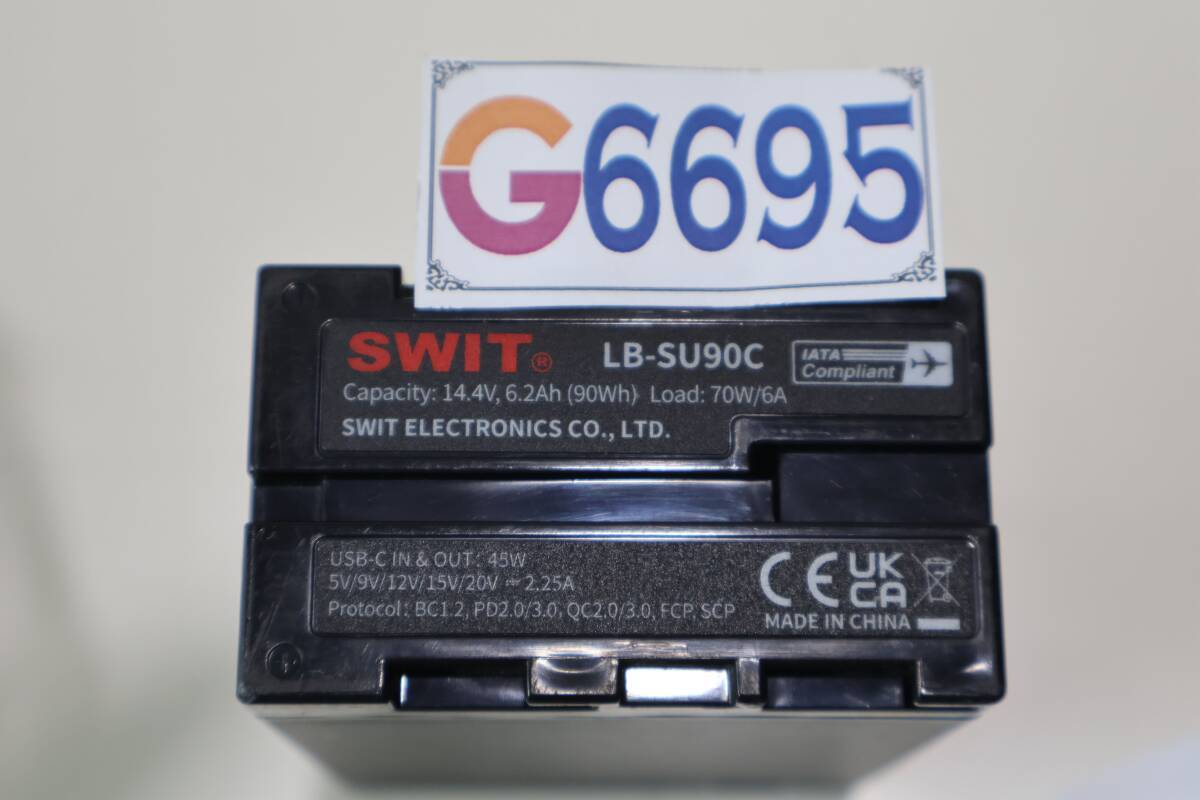 G6695
SWIT® LB-SU90C IATA Compliant
Capacity: 14.4V, 6.2Ah (90Wh) Load: 70W/6A
SWIT ELECTRONICS CO., LTD.
USB-C IN & OUT: 45W
5V/9V/12V/15V/20V ⎓ 2.25A
Protocol: BC1.2, PD2.0/3.0, QC2.0/3.0, FCP, SCP
CE UK CA
MADE IN CHINA